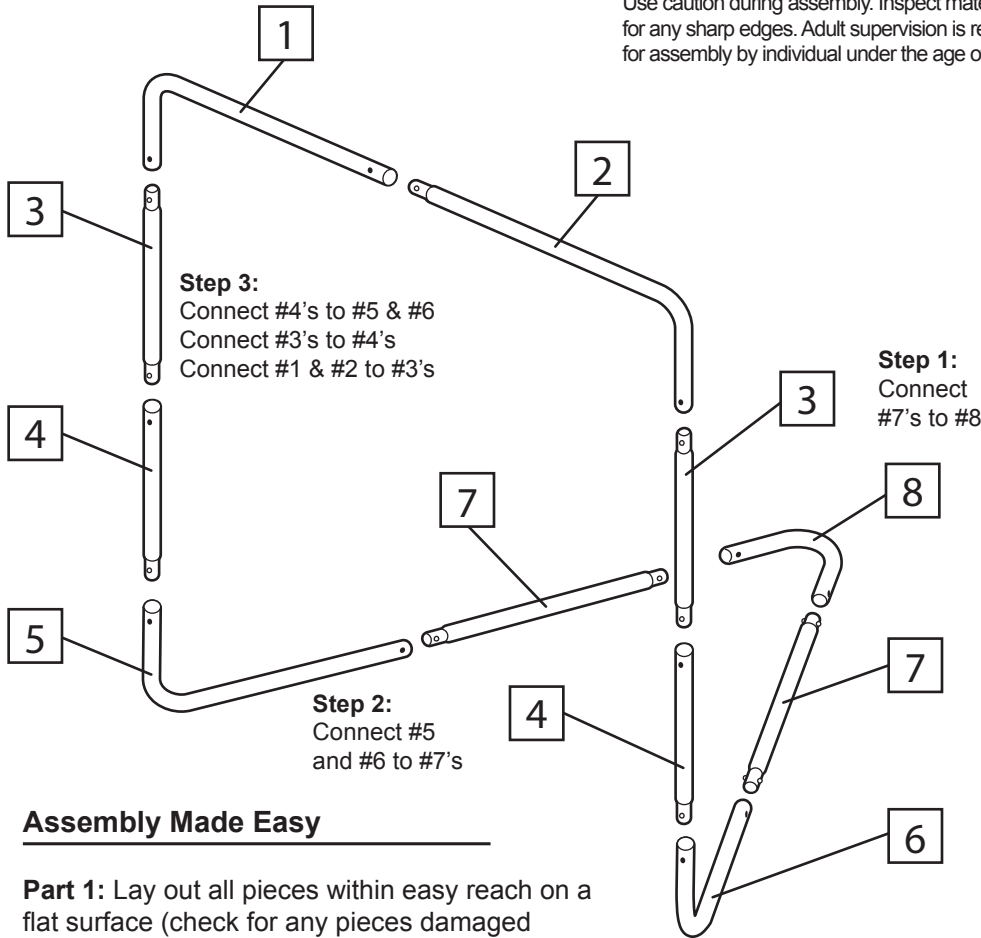 Use caution during assembly. Inspect
for any sharp edges. Adult supervision is
for assembly by individual under the age
1
2
3
Step 3:
Connect #4's to #5 & #6
Connect #3's to #4's
Connect #1 & #2 to #3's
Step 1:
Connect
#7's to #8
3
4
7
8
5
Step 2:
Connect #5
and #6 to #7's
4
7
6
Assembly Made Easy
Part 1: Lay out all pieces within easy reach on a
flat surface (check for any pieces damaged